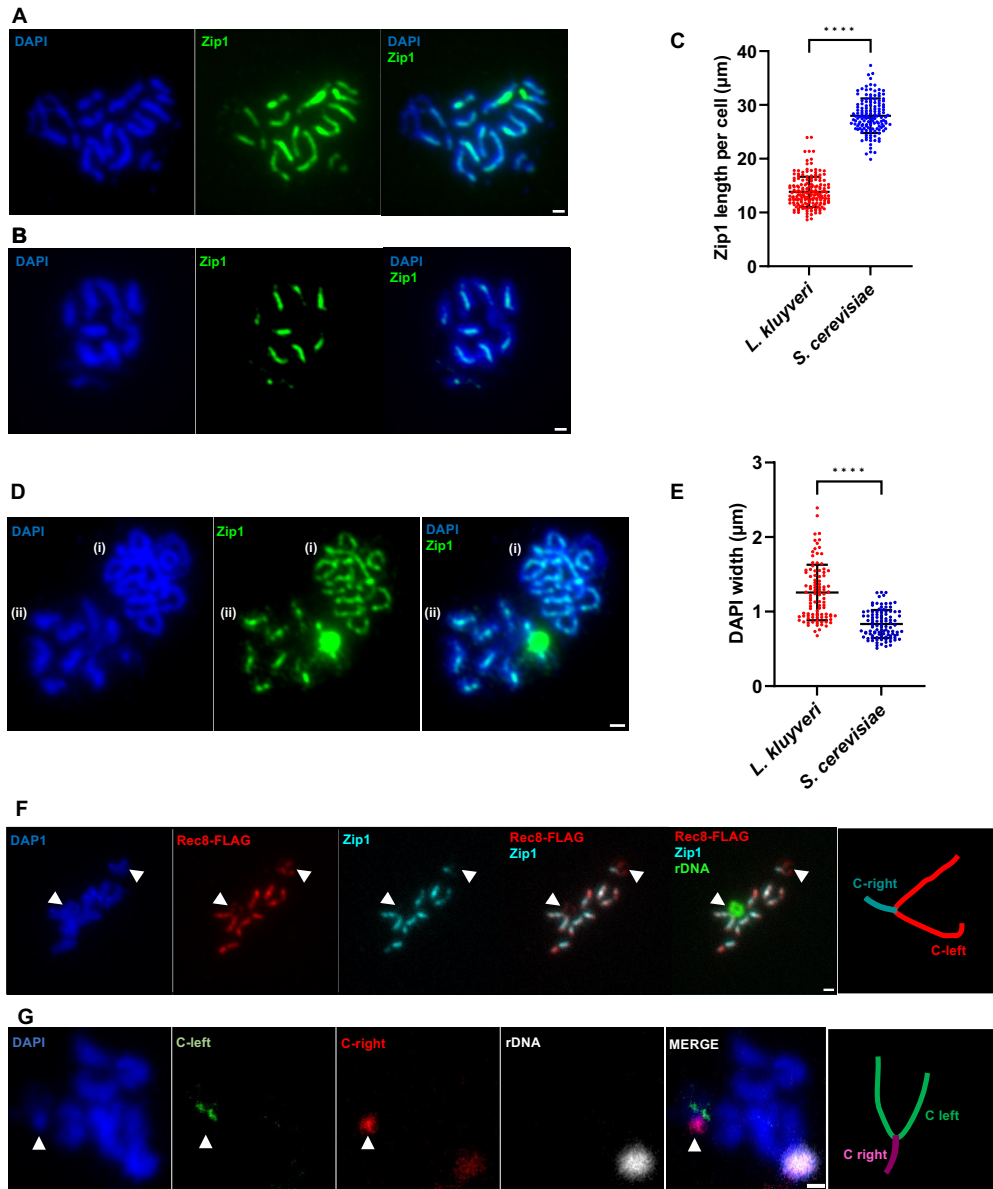 A
DAPI
Zip1
DAPI
Zip1
B
DAPI
Zip1
DAPI
Zip1
C
****
40
30
20
10
0
Zip1 length per cell (µm)
L. kluyveri
S. cerevisiae
D
DAPI
(i)
(ii)
Zip1
(i)
(ii)
DAPI
Zip1
(i)
(ii)
E
****
3
2
1
0
DAPI width (µm)
L. kluyveri
S. cerevisiae
F
DAP1
Rec8-FLAG
Zip1
Rec8-FLAG
Zip1
Rec8-FLAG
Zip1
rDNA
C-right
C-left
G
DAPI
C-left
C-right
rDNA
MERGE
C left
C right